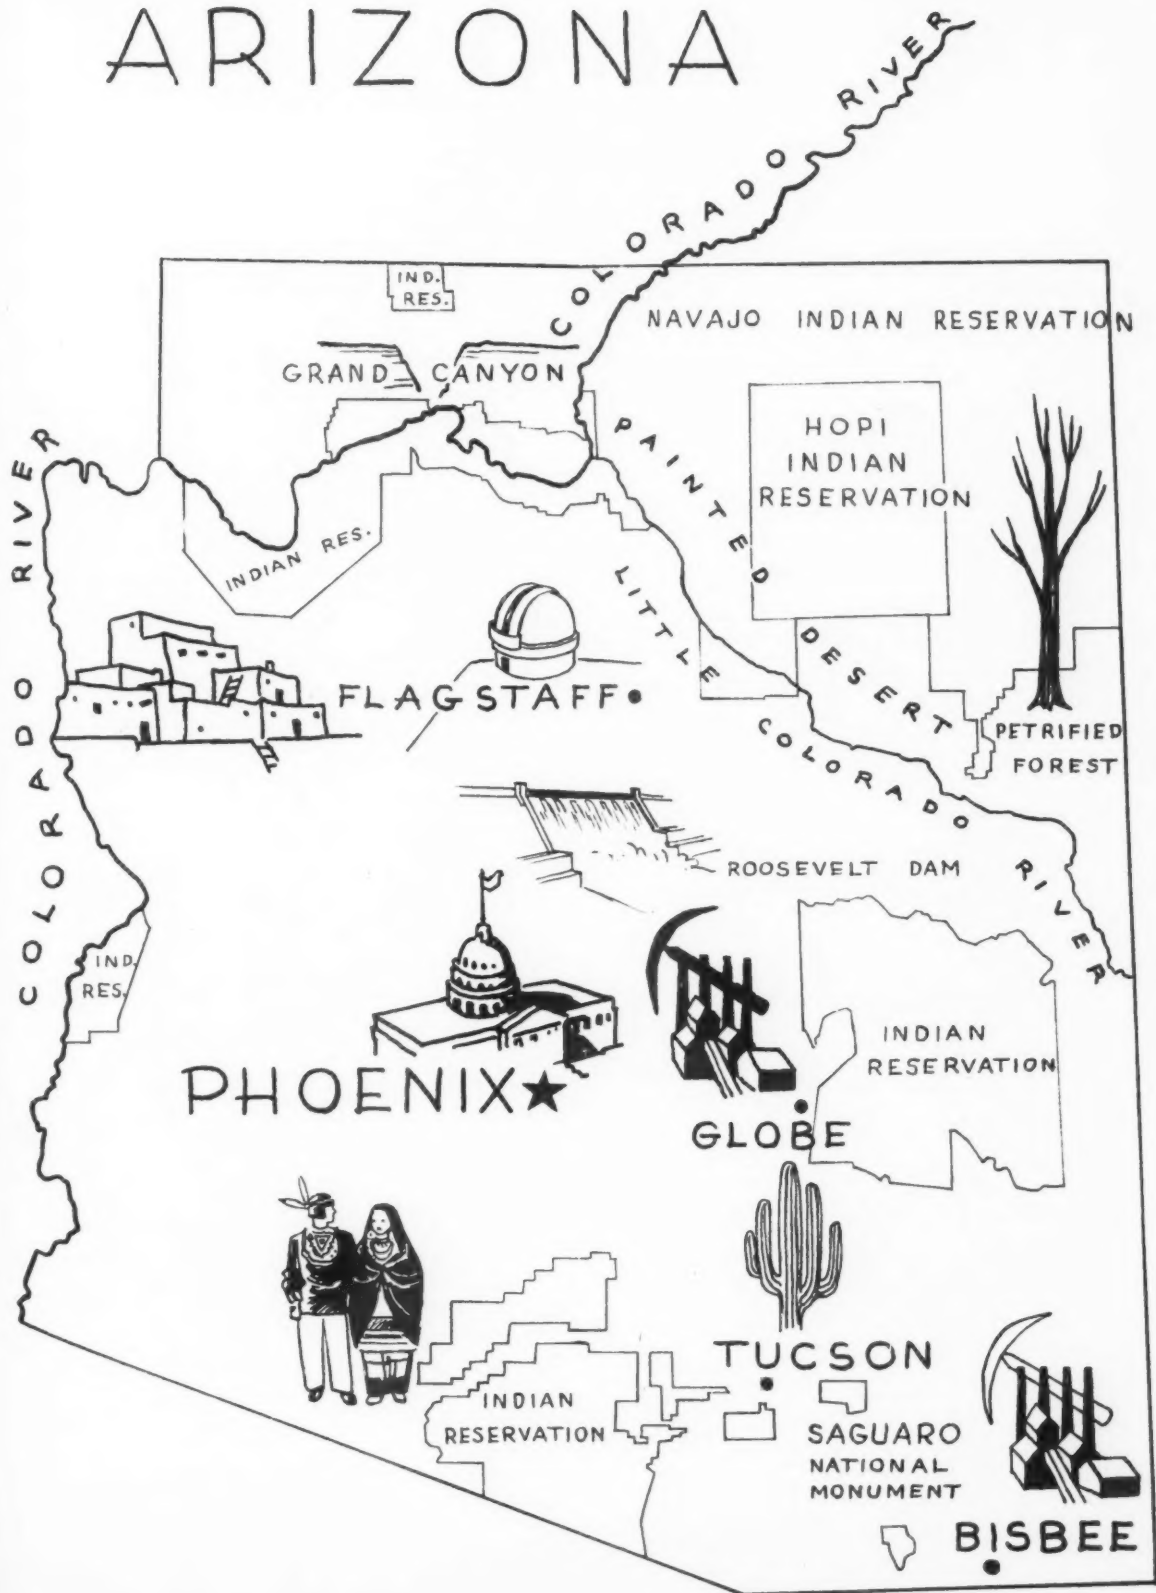 ARIZONA
COLORADO RIVER
IND.
RES.
NAVAJO INDIAN RESERVATION
GRAND CANYON
HOPI
INDIAN
RESERVATION
PAINTED DESERT
COLORADO RIVER
INDIAN RES.
LITTLE COLORADO RIVER
FLAGSTAFF
PETRIFIED
FOREST
ROOSEVELT DAM
IND.
RES.
INDIAN
RESERVATION
PHOENIX
GLOBE
TUCSON
INDIAN
RESERVATION
SAGUARO
NATIONAL
MONUMENT
BISBEE